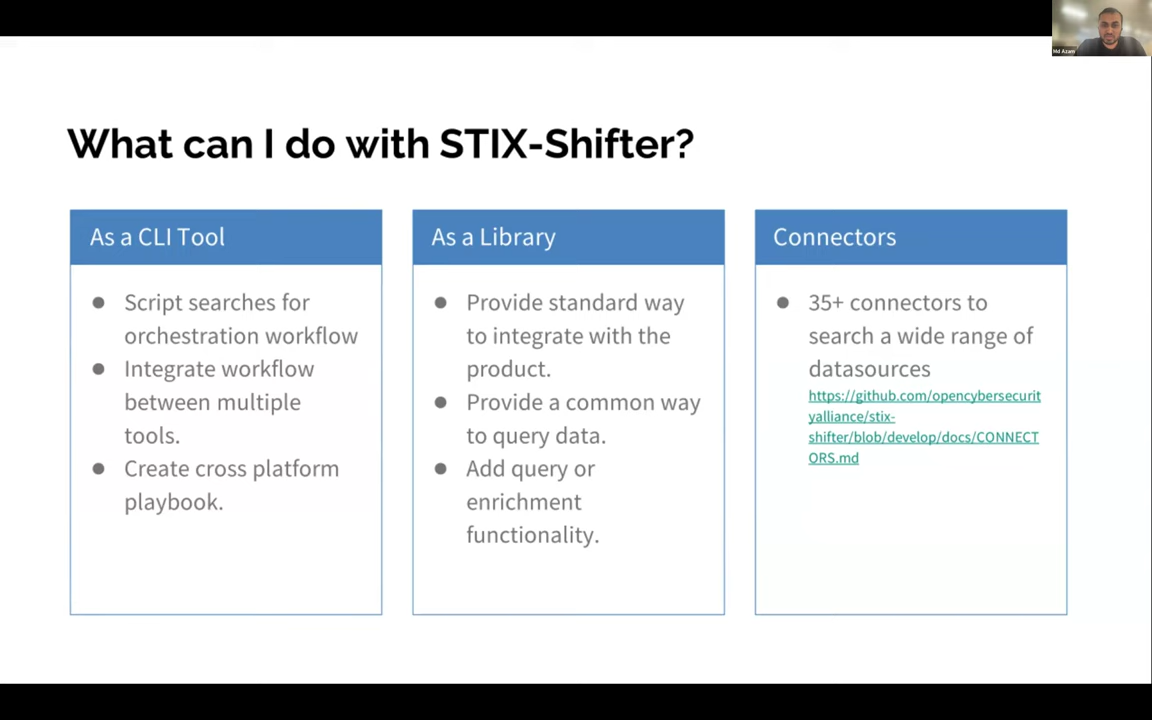 Md Azam
What can I do with STIX-Shifter?
As a CLI Tool
● Script searches for
orchestration workflow
● Integrate workflow
between multiple
tools.
● Create cross platform
playbook.
As a Library
● Provide standard way
to integrate with the
product.
● Provide a common way
to query data.
● Add query or
enrichment
functionality.
Connectors
● 35+ connectors to
search a wide range of
datasources
https://github.com/opencybersecurit
yalliance/stix-
shifter/blob/develop/docs/CONNECT
ORS.md